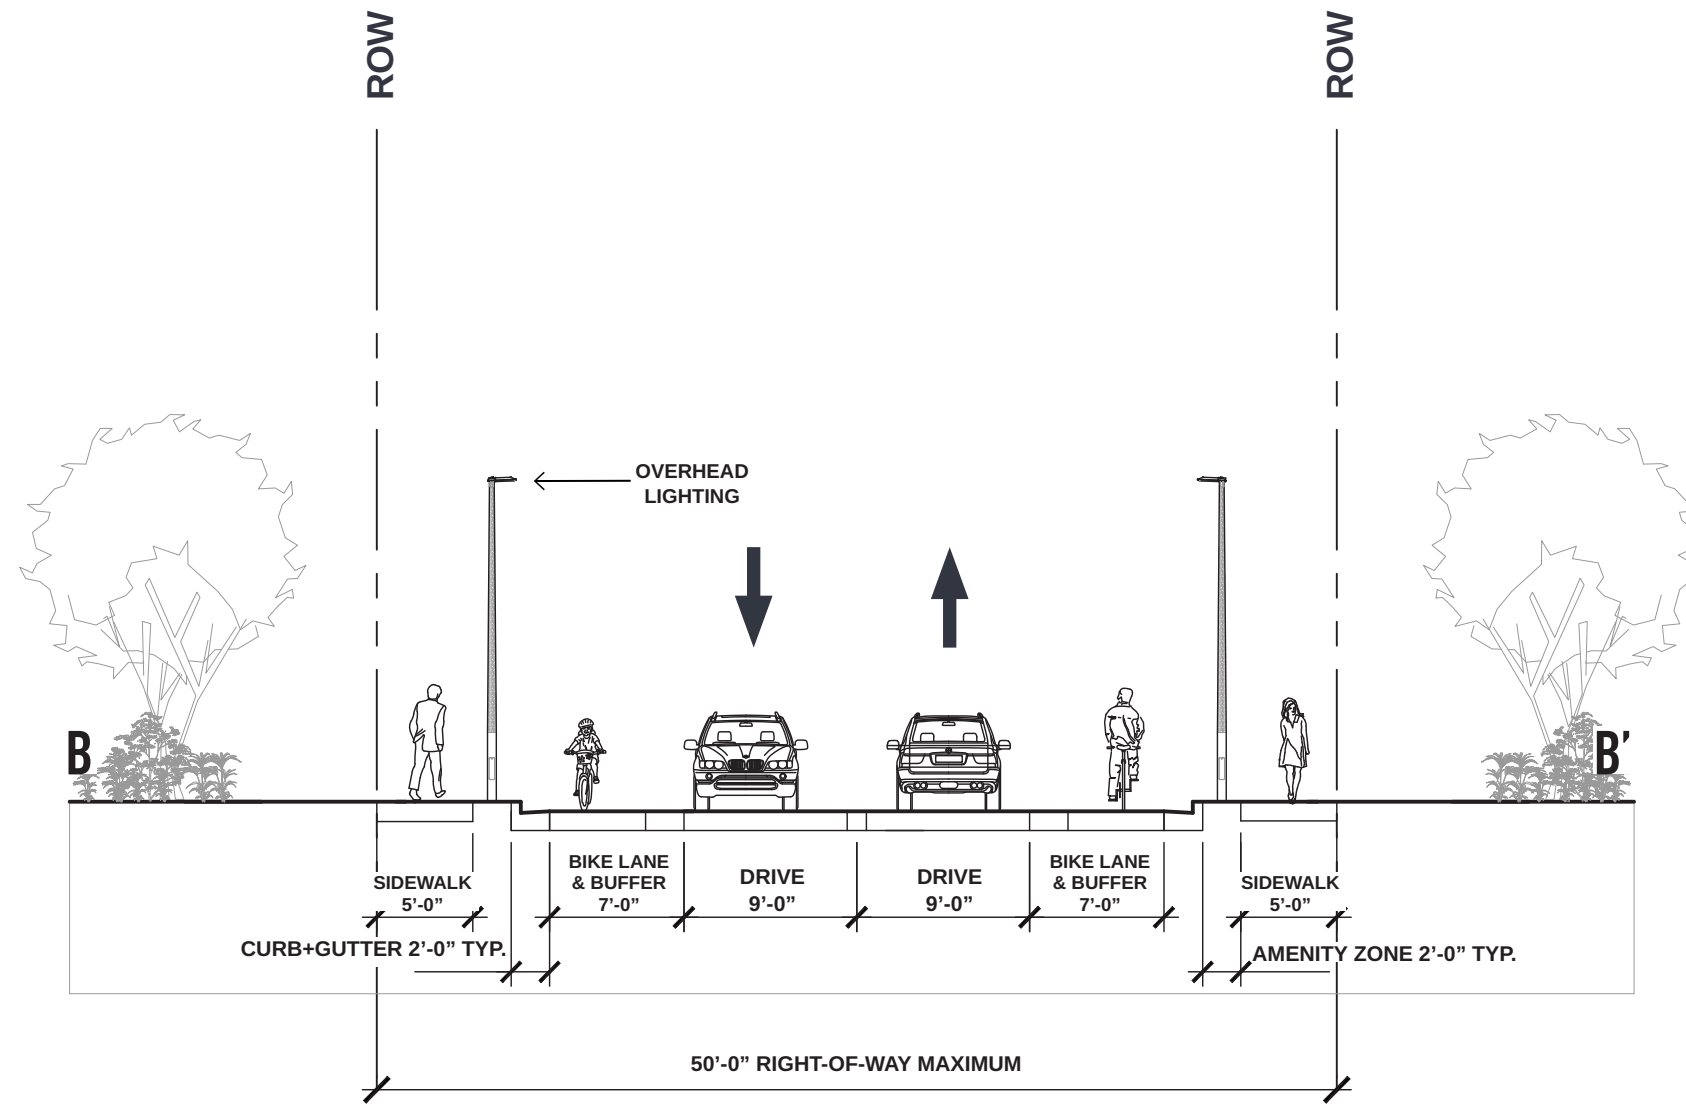 ROW
ROW
OVERHEAD
LIGHTING
B
B’
SIDEWALK
5’-0”
BIKE LANE
& BUFFER
7’-0”
DRIVE
9’-0”
DRIVE
9’-0”
BIKE LANE
& BUFFER
7’-0”
SIDEWALK
5’-0”
CURB+GUTTER 2’-0” TYP.
AMENITY ZONE 2’-0” TYP.
50’-0” RIGHT-OF-WAY MAXIMUM